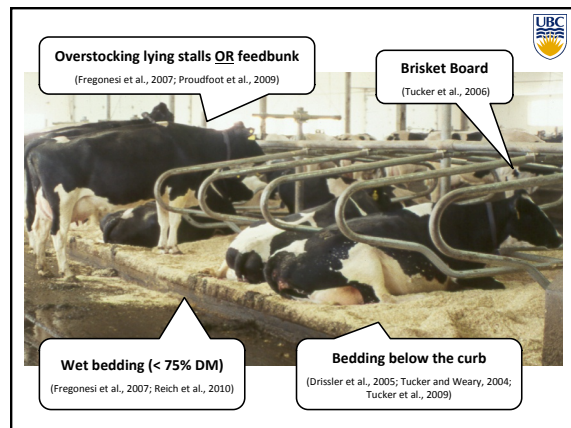 UBC
Overstocking lying stalls OR feedbunk
(Fregonesi et al., 2007; Proudfoot et al., 2009)
Brisket Board
(Tucker et al., 2006)
Wet bedding (< 75% DM)
(Fregonesi et al., 2007; Reich et al., 2010)
Bedding below the curb
(Drissler et al., 2005; Tucker and Weary, 2004;
Tucker et al., 2009)